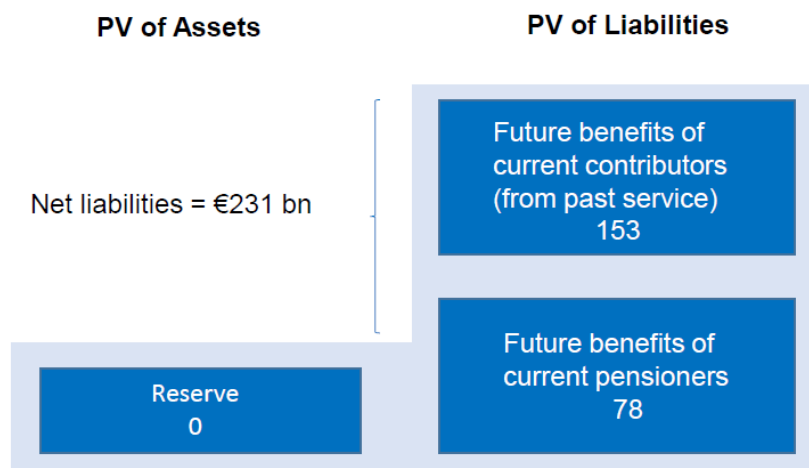 PV of Assets
PV of Liabilities
Net liabilities = €231 bn
Future benefits of
current contributors
(from past service)
153
Reserve
0
Future benefits of
current pensioners
78